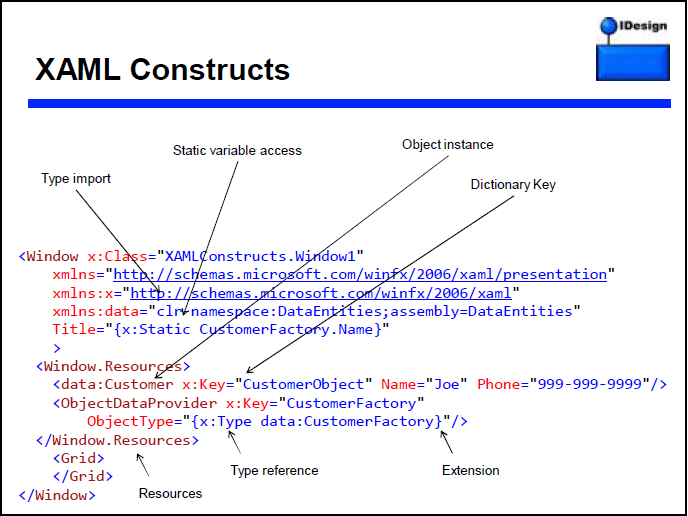 IDesign
XAML Constructs
Object instance
Static variable access
Type import
Dictionary Key
<Window x:Class="XAMLConstructs.Window1"
xmlns="http://schemas.microsoft.com/winfx/2006/xaml/presentation"
xmlns:x="http://schemas.microsoft.com/winfx/2006/xaml"
xmlns:data="clr-namespace:DataEntities;assembly=DataEntities"
Title="{x:Static CustomerFactory.Name}"
>
<Window.Resources>
<data:Customer x:Key="CustomerObject" Name="Joe" Phone="999-999-9999"/>
<ObjectDataProvider x:Key="CustomerFactory"
ObjectType="{x:Type data:CustomerFactory}"/>
</Window.Resources>
<Grid>
</Grid>
</Window>
Type reference
Extension
Resources